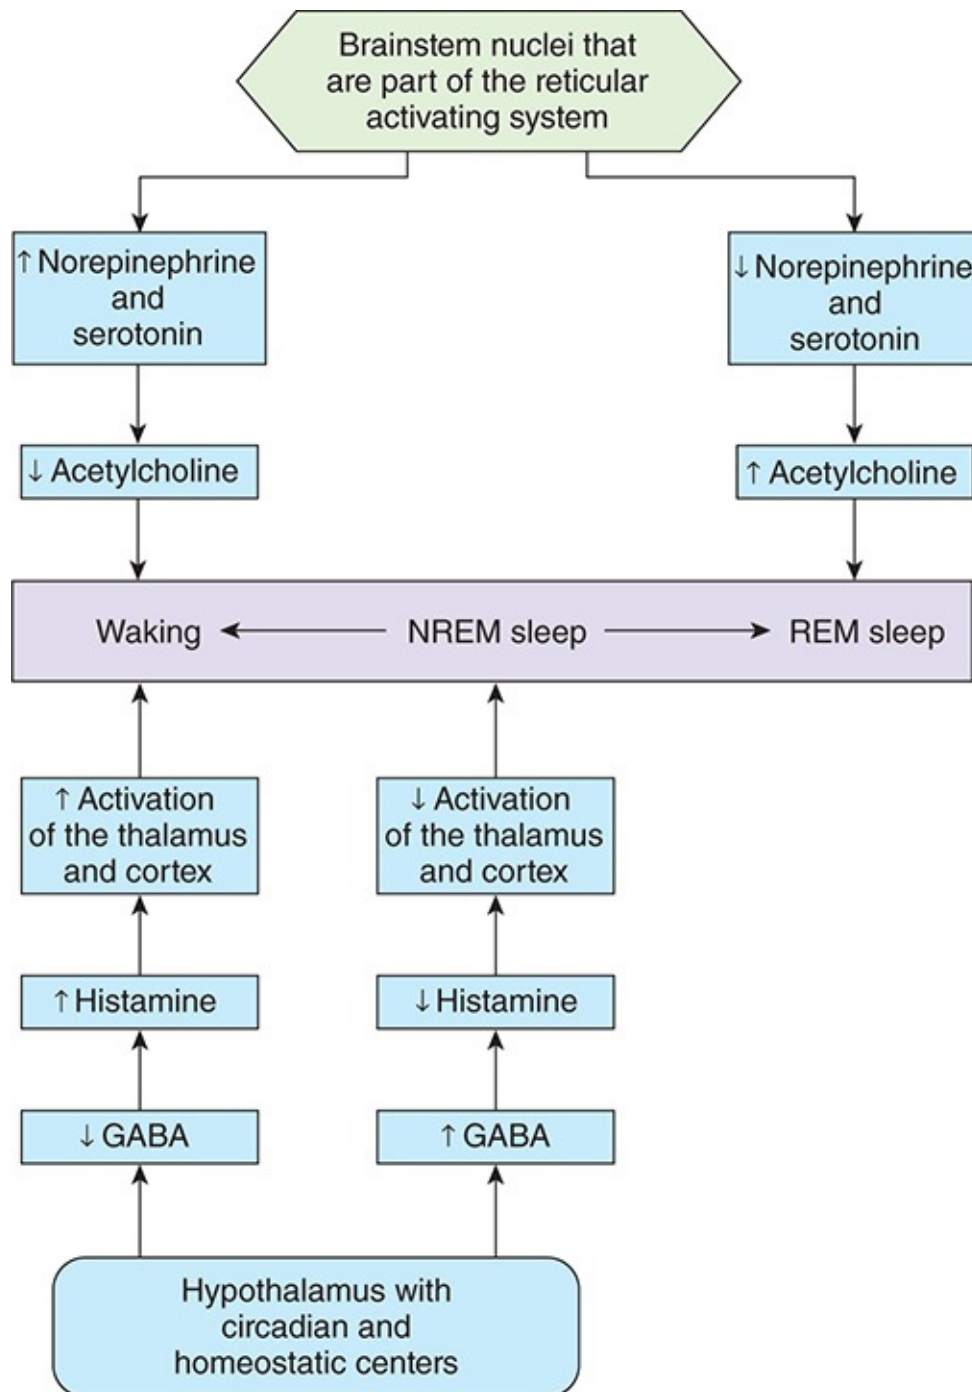 Brainstem nuclei that
are part of the reticular
activating system
↑ Norepinephrine
and
serotonin
↓ Norepinephrine
and
serotonin
↓ Acetylcholine
↑ Acetylcholine
Waking
NREM sleep
REM sleep
↑ Activation
of the thalamus
and cortex
↓ Activation
of the thalamus
and cortex
↑ Histamine
↓ Histamine
↓ GABA
↑ GABA
Hypothalamus with
circadian and
homeostatic centers